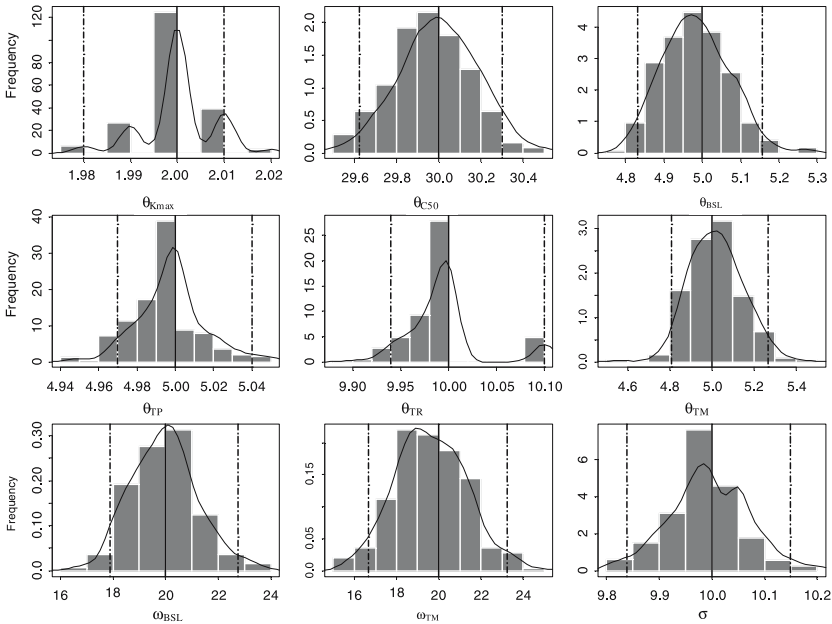 Frequency
0 20 40 60 80 100 120
1.98 1.99 2.00 2.01 2.02
θKmax
0.0 0.5 1.0 1.5 2.0
29.6 29.8 30.0 30.2 30.4
θC50
0 1 2 3 4
4.8 4.9 5.0 5.1 5.2 5.3
θBSL
Frequency
0 10 20 30 40
4.94 4.96 4.98 5.00 5.02 5.04
θTP
0 5 10 15 20 25
9.90 9.95 10.00 10.05 10.10
θTR
0.0 1.0 2.0 3.0
4.6 4.8 5.0 5.2 5.4
θTM
Frequency
0.0 0.10 0.20 0.30
16 18 20 22 24
ωBSL
0.0 0.05 0.15
16 18 20 22 24
ωTM
0 2 4 6
9.8 9.9 10.0 10.1 10.2
σ